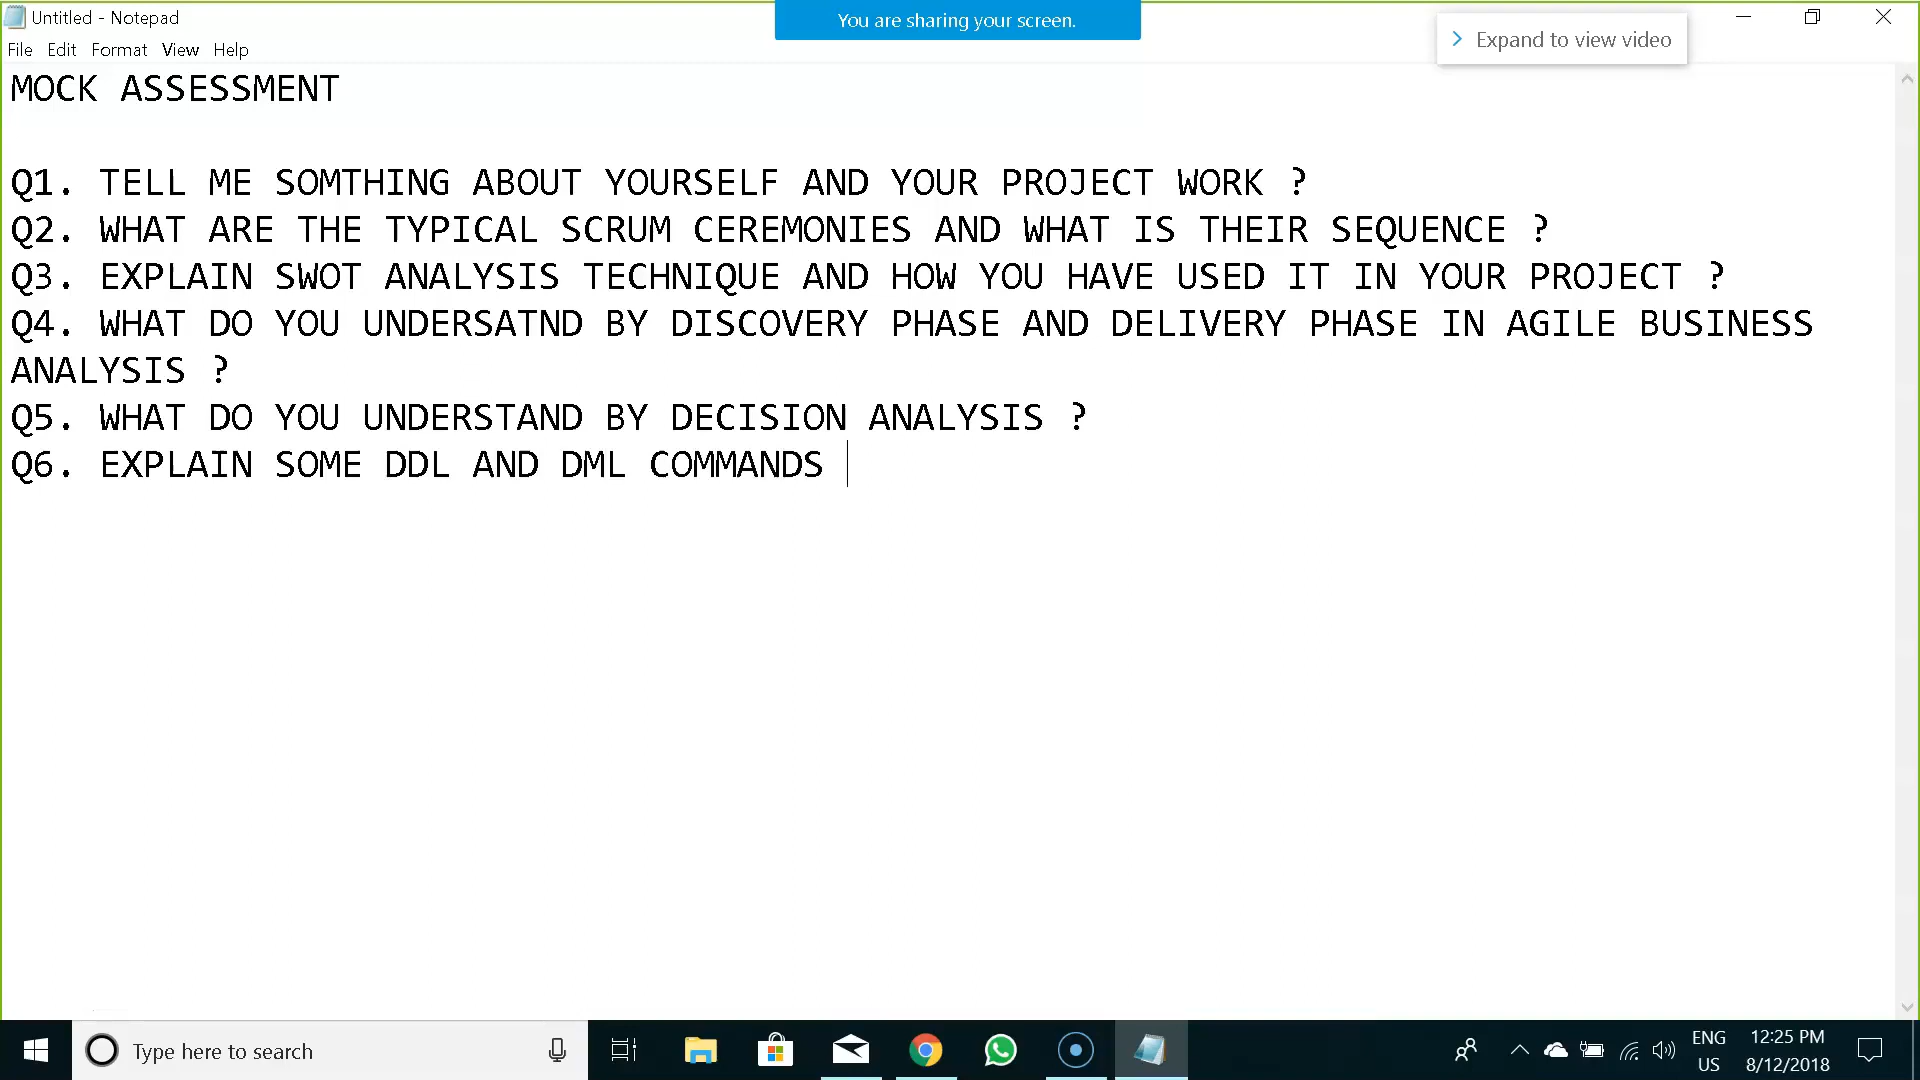 Untitled - Notepad
You are sharing your screen.
Expand to view video
File Edit Format View Help
MOCK ASSESSMENT
Q1. TELL ME SOMTHING ABOUT YOURSELF AND YOUR PROJECT WORK ?
Q2. WHAT ARE THE TYPICAL SCRUM CEREMONIES AND WHAT IS THEIR SEQUENCE ?
Q3. EXPLAIN SWOT ANALYSIS TECHNIQUE AND HOW YOU HAVE USED IT IN YOUR PROJECT ?
Q4. WHAT DO YOU UNDERSATND BY DISCOVERY PHASE AND DELIVERY PHASE IN AGILE BUSINESS
ANALYSIS ?
Q5. WHAT DO YOU UNDERSTAND BY DECISION ANALYSIS ?
Q6. EXPLAIN SOME DDL AND DML COMMANDS
Type here to search
ENG
US
12:25 PM
8/12/2018